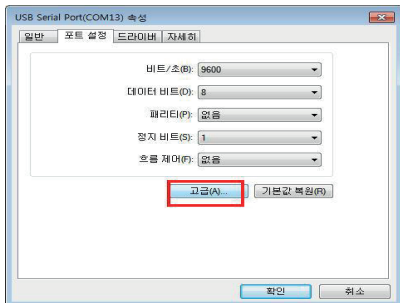 USB Serial Port(COM13) 속성
일반 포트 설정 드라이버 자세히
비트/초(B): 9600
데이터 비트(D): 8
패리티(P): 없음
정지 비트(S): 1
흐름 제어(F): 없음
고급(A)... 기본값 복원(R)
확인 취소